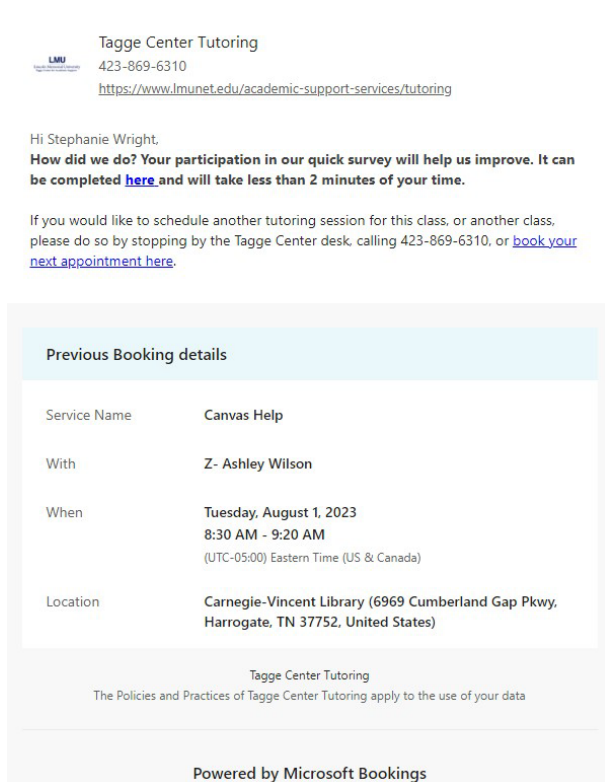 Tagge Center Tutoring
LMU
423-869-6310
https://www.lmunet.edu/academic-support-services/tutoring
Hi Stephanie Wright,
How did we do? Your participation in our quick survey will help us improve. It can
be completed here and will take less than 2 minutes of your time.
If you would like to schedule another tutoring session for this class, or another class,
please do so by stopping by the Tagge Center desk, calling 423-869-6310, or book your
next appointment here.
Previous Booking details
Service Name Canvas Help
With Z- Ashley Wilson
When Tuesday, August 1, 2023
8:30 AM - 9:20 AM
(UTC-05:00) Eastern Time (US & Canada)
Location Carnegie-Vincent Library (6969 Cumberland Gap Pkwy,
Harrogate, TN 37752, United States)
Tagge Center Tutoring
The Policies and Practices of Tagge Center Tutoring apply to the use of your data
Powered by Microsoft Bookings